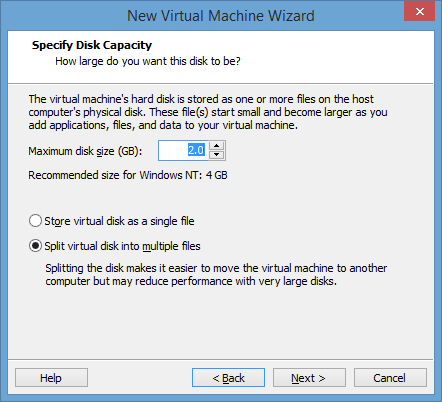 New Virtual Machine Wizard
Specify Disk Capacity
How large do you want this disk to be?
The virtual machine's hard disk is stored as one or more files on the host
computer's physical disk. These file(s) start small and become larger as you
add applications, files, and data to your virtual machine.
Maximum disk size (GB): 2.0
Recommended size for Windows NT: 4 GB
Store virtual disk as a single file
Split virtual disk into multiple files
Splitting the disk makes it easier to move the virtual machine to another
computer but may reduce performance with very large disks.
Help < Back Next > Cancel